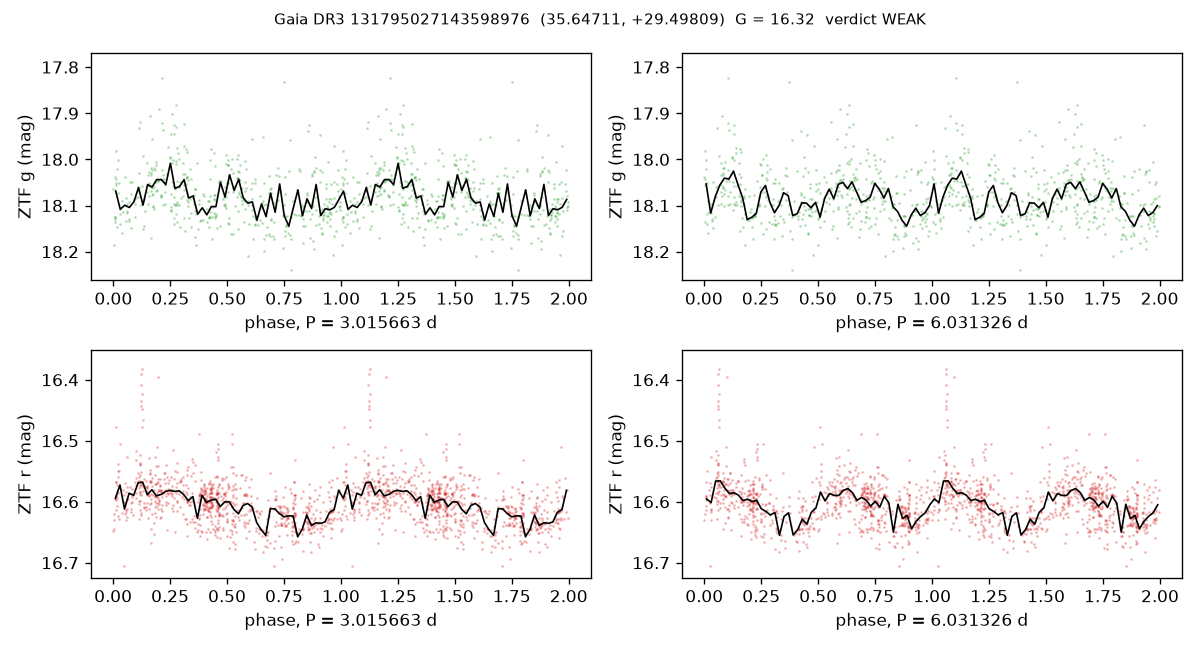 Gaia DR3 131795027143598976  (35.64711, +29.49809)  G = 16.32  verdict WEAK
ZTF g (mag)
17.8
17.9
18.0
18.1
18.2
0.00 0.25 0.50 0.75 1.00 1.25 1.50 1.75 2.00
phase, P = 3.015663 d
ZTF g (mag)
17.8
17.9
18.0
18.1
18.2
0.00 0.25 0.50 0.75 1.00 1.25 1.50 1.75 2.00
phase, P = 6.031326 d
ZTF r (mag)
16.4
16.5
16.6
16.7
0.00 0.25 0.50 0.75 1.00 1.25 1.50 1.75 2.00
phase, P = 3.015663 d
ZTF r (mag)
16.4
16.5
16.6
16.7
0.00 0.25 0.50 0.75 1.00 1.25 1.50 1.75 2.00
phase, P = 6.031326 d